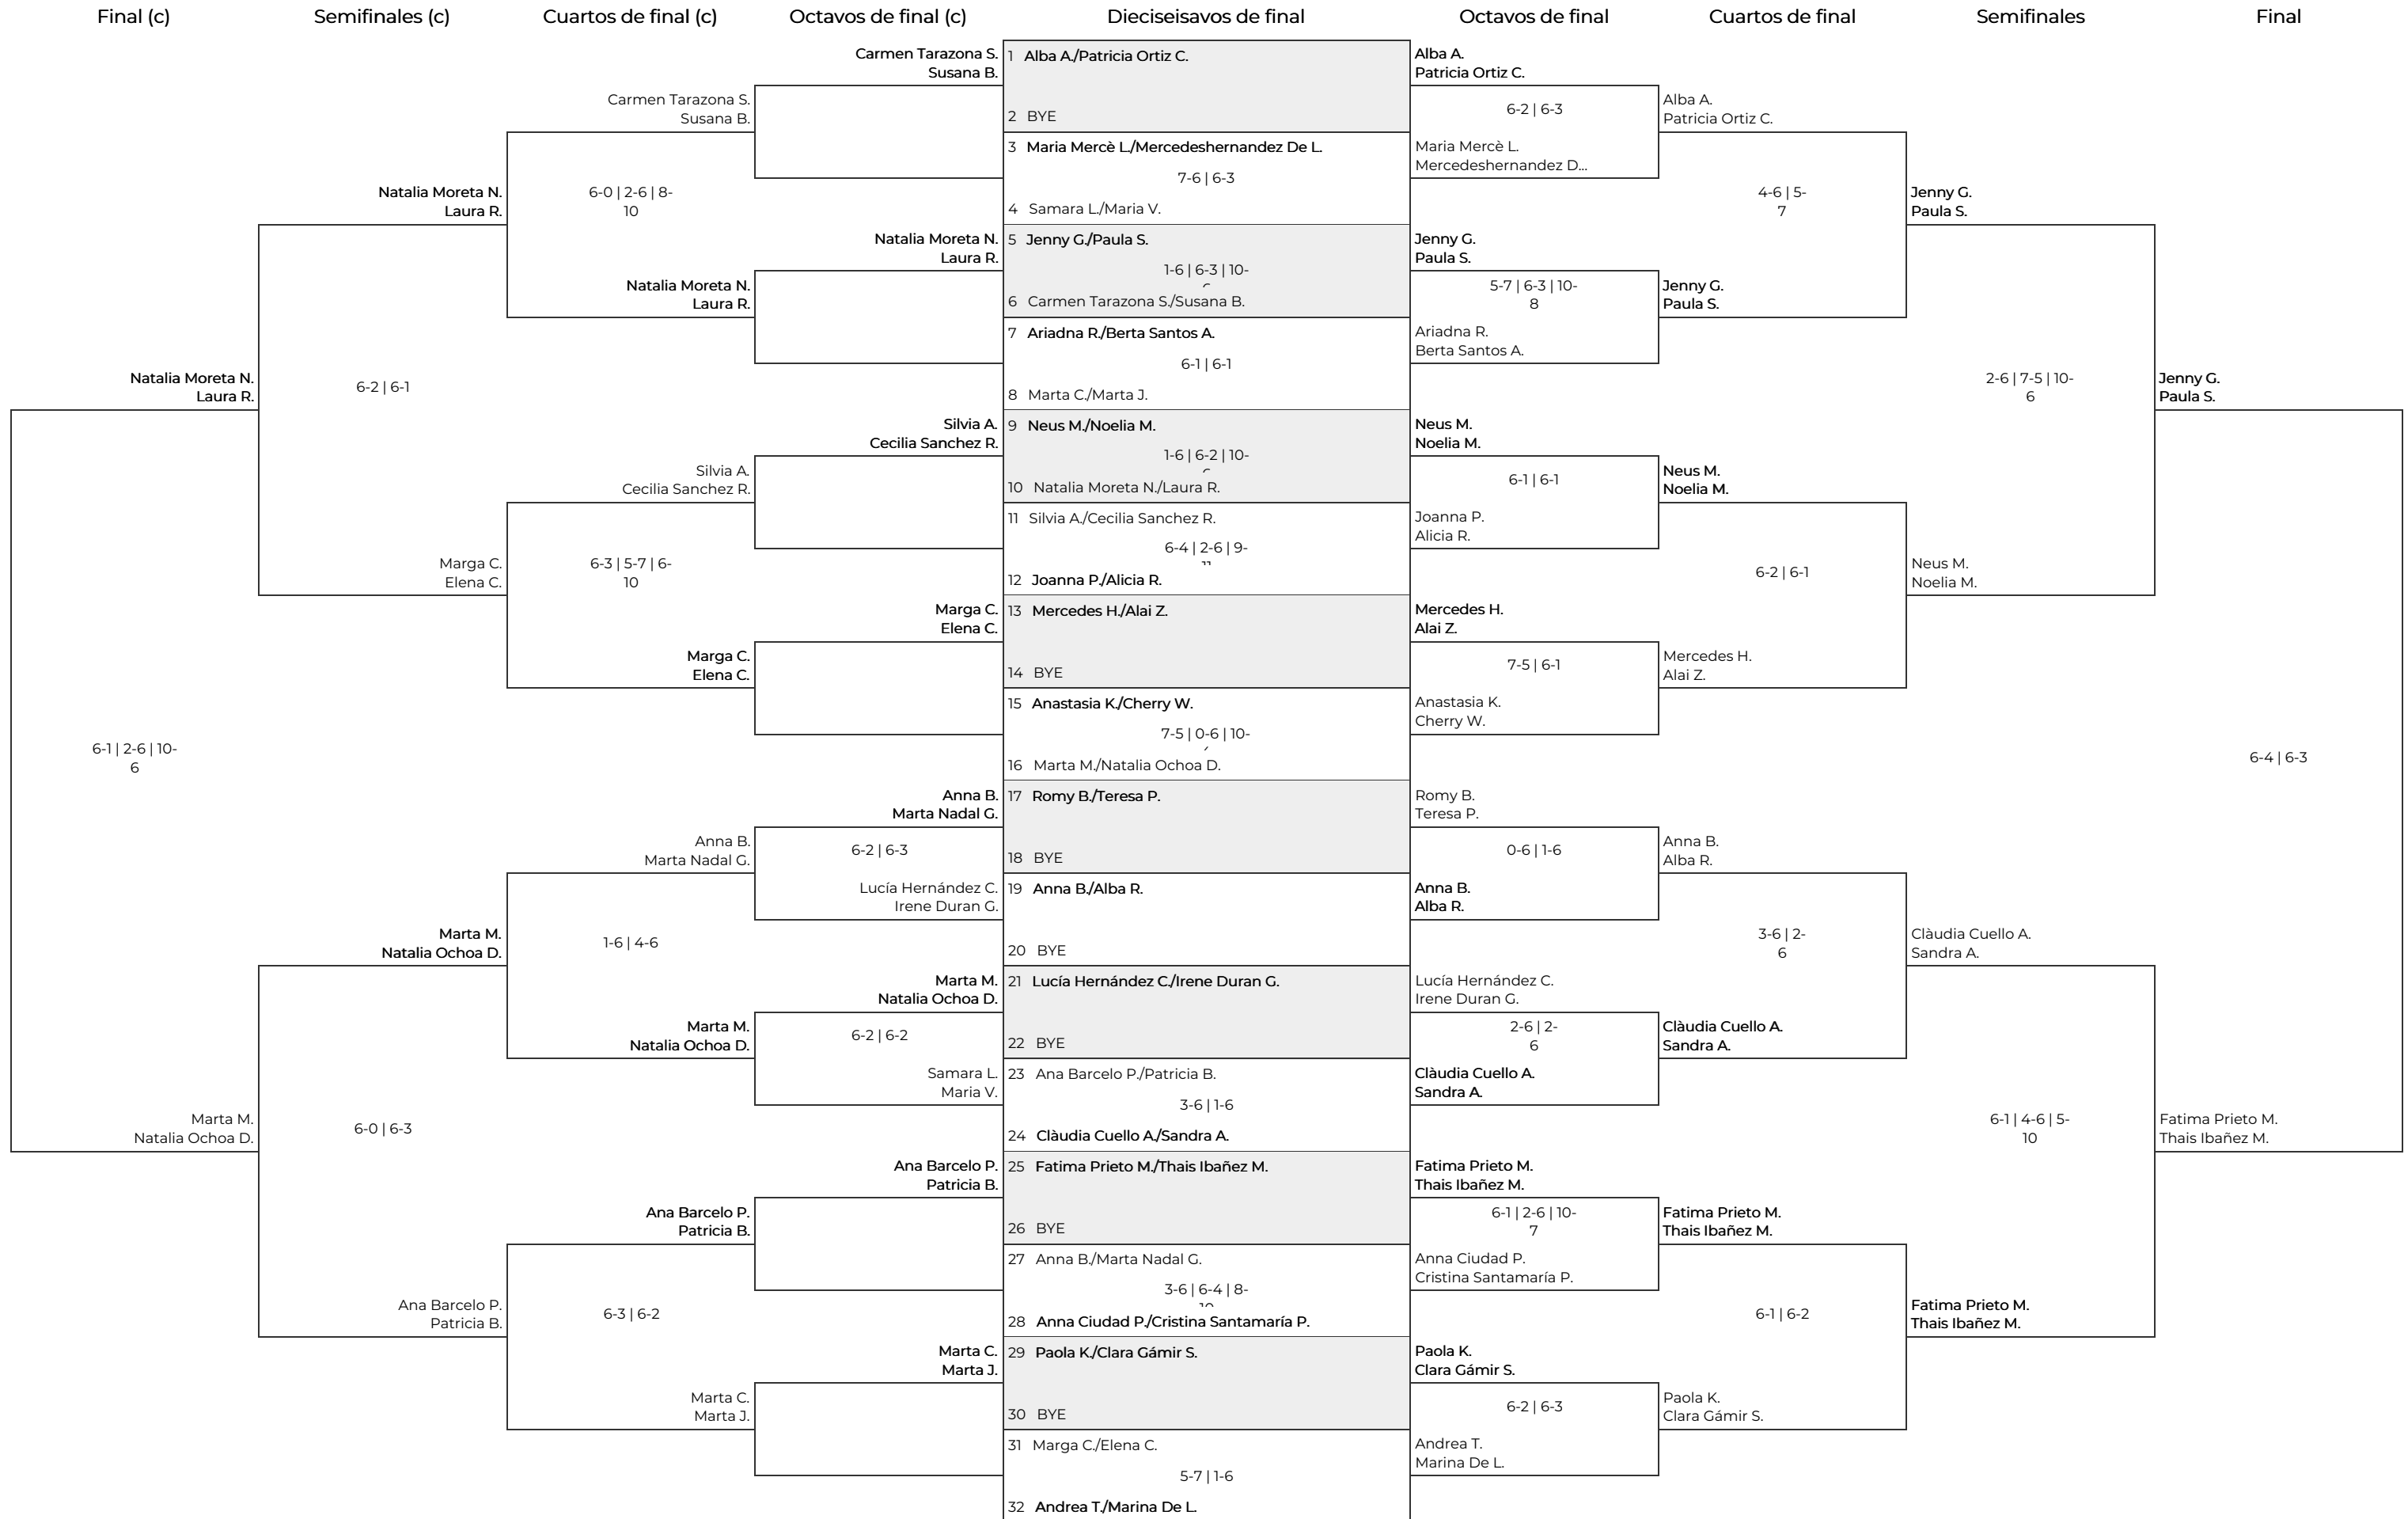 Final (c)
Semifinales (c)
Cuartos de final (c)
Octavos de final (c)
Dieciseisavos de final
Octavos de final
Cuartos de final
Semifinales
Final
Natalia Moreta N.
Laura R.
6-1 | 2-6 | 10-
6
Marta M.
Natalia Ochoa D.
Natalia Moreta N.
Laura R.
6-2 | 6-1
Marga C.
Elena C.
Marta M.
Natalia Ochoa D.
6-0 | 6-3
Ana Barcelo P.
Patricia B.
Carmen Tarazona S.
Susana B.
6-0 | 2-6 | 8-
10
Natalia Moreta N.
Laura R.
Silvia A.
Cecilia Sanchez R.
6-3 | 5-7 | 6-
10
Marga C.
Elena C.
Anna B.
Marta Nadal G.
1-6 | 4-6
Marta M.
Natalia Ochoa D.
Ana Barcelo P.
Patricia B.
6-3 | 6-2
Marta C.
Marta J.
Carmen Tarazona S.
Susana B.
Natalia Moreta N.
Laura R.
Silvia A.
Cecilia Sanchez R.
Marga C.
Elena C.
Anna B.
Marta Nadal G.
6-2 | 6-3
Lucía Hernández C.
Irene Duran G.
Marta M.
Natalia Ochoa D.
6-2 | 6-2
Samara L.
Maria V.
Ana Barcelo P.
Patricia B.
Marta C.
Marta J.
1 Alba A./Patricia Ortiz C.
2 BYE
3 Maria Mercè L./Mercedeshernandez De L.
7-6 | 6-3
4 Samara L./Maria V.
5 Jenny G./Paula S.
1-6 | 6-3 | 10-
6 Carmen Tarazona S./Susana B.
7 Ariadna R./Berta Santos A.
6-1 | 6-1
8 Marta C./Marta J.
9 Neus M./Noelia M.
1-6 | 6-2 | 10-
10 Natalia Moreta N./Laura R.
11 Silvia A./Cecilia Sanchez R.
6-4 | 2-6 | 9-
12 Joanna P./Alicia R.
13 Mercedes H./Alai Z.
14 BYE
15 Anastasia K./Cherry W.
7-5 | 0-6 | 10-
16 Marta M./Natalia Ochoa D.
17 Romy B./Teresa P.
18 BYE
19 Anna B./Alba R.
20 BYE
21 Lucía Hernández C./Irene Duran G.
22 BYE
23 Ana Barcelo P./Patricia B.
3-6 | 1-6
24 Clàudia Cuello A./Sandra A.
25 Fatima Prieto M./Thais Ibañez M.
26 BYE
27 Anna B./Marta Nadal G.
3-6 | 6-4 | 8-
28 Anna Ciudad P./Cristina Santamaría P.
29 Paola K./Clara Gámir S.
30 BYE
31 Marga C./Elena C.
5-7 | 1-6
32 Andrea T./Marina De L.
Alba A.
Patricia Ortiz C.
6-2 | 6-3
Maria Mercè L.
Mercedeshernandez D...
Jenny G.
Paula S.
5-7 | 6-3 | 10-
8
Ariadna R.
Berta Santos A.
Neus M.
Noelia M.
6-1 | 6-1
Joanna P.
Alicia R.
Mercedes H.
Alai Z.
7-5 | 6-1
Anastasia K.
Cherry W.
Romy B.
Teresa P.
0-6 | 1-6
Anna B.
Alba R.
Lucía Hernández C.
Irene Duran G.
2-6 | 2-
6
Clàudia Cuello A.
Sandra A.
Fatima Prieto M.
Thais Ibañez M.
6-1 | 2-6 | 10-
7
Anna Ciudad P.
Cristina Santamaría P.
Paola K.
Clara Gámir S.
6-2 | 6-3
Andrea T.
Marina De L.
Alba A.
Patricia Ortiz C.
4-6 | 5-
7
Jenny G.
Paula S.
Neus M.
Noelia M.
6-2 | 6-1
Mercedes H.
Alai Z.
Anna B.
Alba R.
3-6 | 2-
6
Clàudia Cuello A.
Sandra A.
Fatima Prieto M.
Thais Ibañez M.
6-1 | 6-2
Paola K.
Clara Gámir S.
Jenny G.
Paula S.
2-6 | 7-5 | 10-
6
Neus M.
Noelia M.
Clàudia Cuello A.
Sandra A.
6-1 | 4-6 | 5-
10
Fatima Prieto M.
Thais Ibañez M.
Jenny G.
Paula S.
6-4 | 6-3
Fatima Prieto M.
Thais Ibañez M.